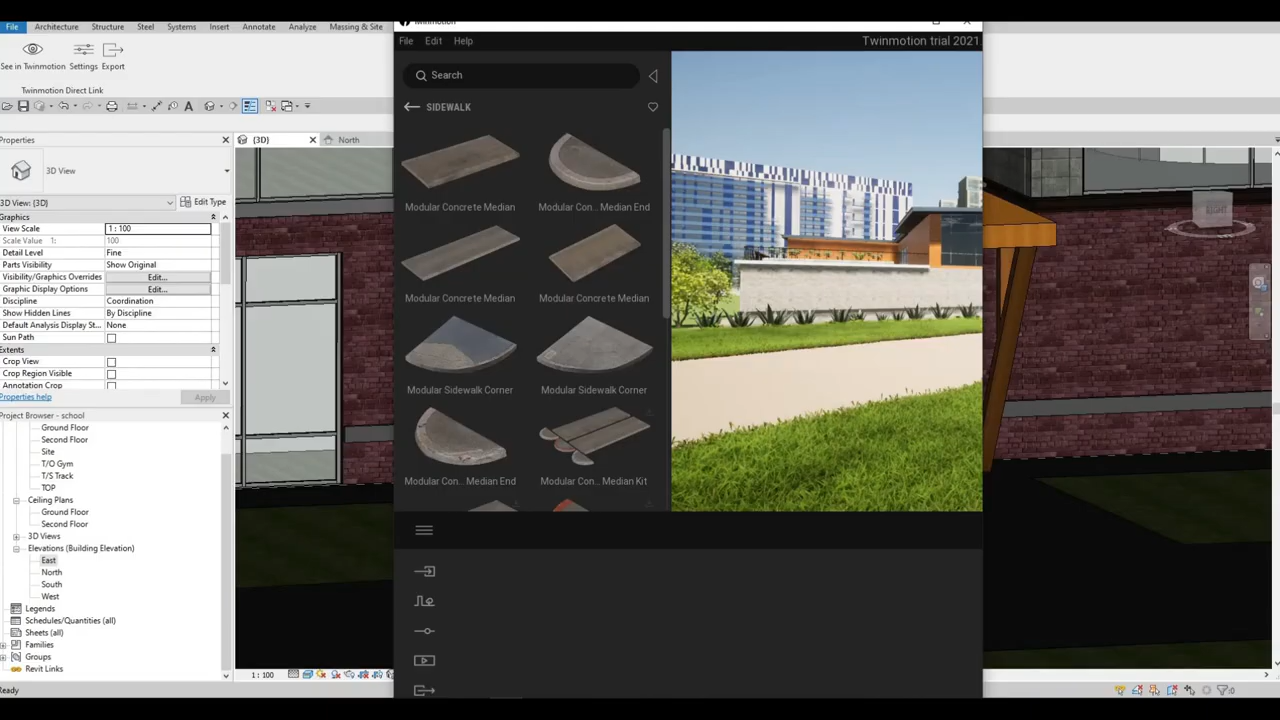 Twinmotion
File Architecture Structure Steel Systems Insert Annotate Analyze Massing & Site
File Edit Help
Twinmotion trial 2021
See in Twinmotion Settings Export
Twinmotion Direct Link
Search
SIDEWALK
{3D} North
Properties
3D View
3D View: {3D} Edit Type
Graphics
View Scale 1 : 100
Scale Value 1: 100
Detail Level Fine
Parts Visibility Show Original
Visibility/Graphics Overrides Edit...
Graphic Display Options Edit...
Discipline Coordination
Show Hidden Lines By Discipline
Default Analysis Display St... None
Sun Path
Extents
Crop View
Crop Region Visible
Annotation Crop
Properties help Apply
Project Browser - school
Ground Floor
Second Floor
Site
T/O Gym
T/S Track
TOP
Ceiling Plans
Ground Floor
Second Floor
3D Views
Elevations (Building Elevation)
East
North
South
West
Legends
Schedules/Quantities (all)
Sheets (all)
Families
Groups
Revit Links
1 : 100
Ready
Modular Concrete Median Modular Con... Median End
Modular Concrete Median Modular Concrete Median
Modular Sidewalk Corner Modular Sidewalk Corner
Modular Con... Median End Modular Con... Median Kit
:0